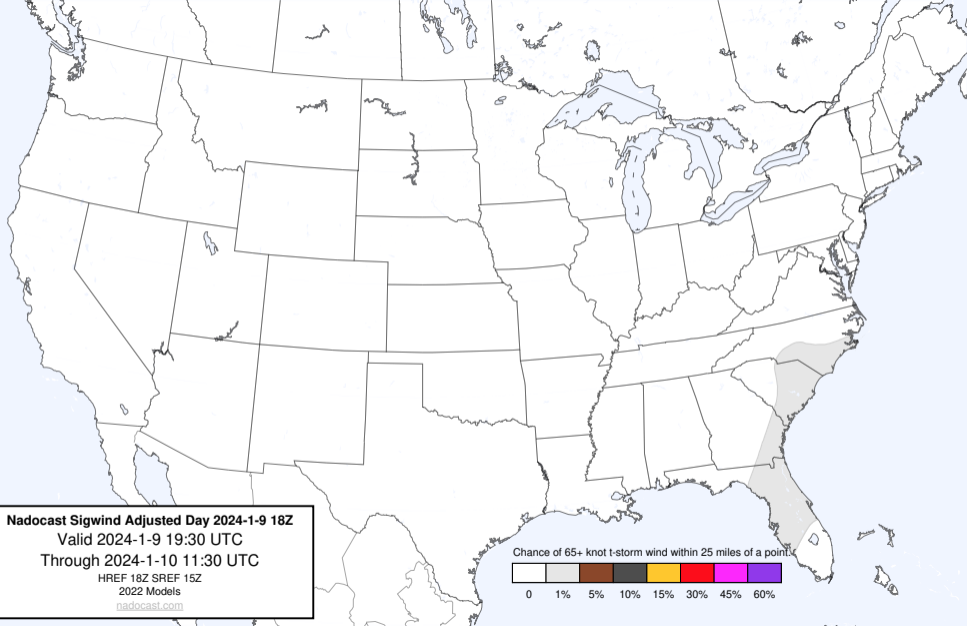 Nadocast Sigwind Adjusted Day 2024-1-9 18Z
Valid 2024-1-9 19:30 UTC
Through 2024-1-10 11:30 UTC
HREF 18Z SREF 15Z
2022 Models
nadocast.com
Chance of 65+ knot t-storm wind within 25 miles of a point.
0 1% 5% 10% 15% 30% 45% 60%